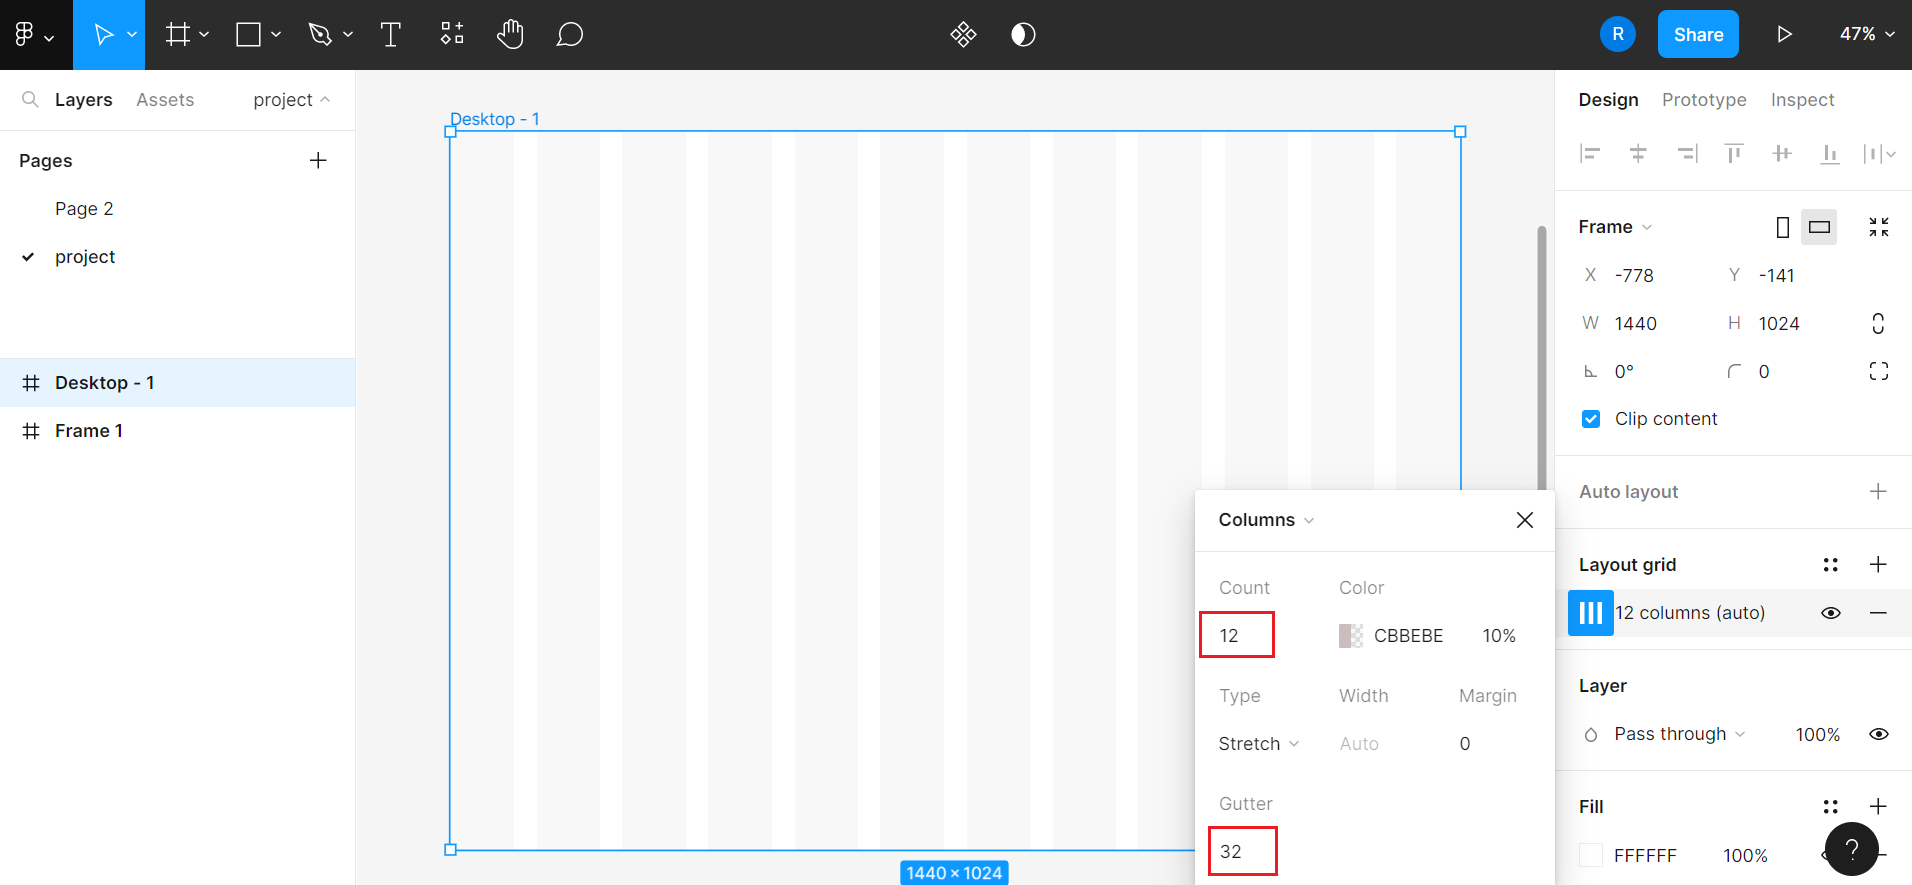 R
Share
47%
Layers Assets project
Design Prototype Inspect
Pages
Page 2
project
Desktop - 1
Frame 1
Desktop - 1
1440 × 1024
Frame
X -778 Y -141
W 1440 H 1024
0° 0
Clip content
Auto layout
Layout grid
12 columns (auto)
Layer
Pass through 100%
Fill
FFFFFF 100%
?
Columns
Count Color
12 CBBEBE 10%
Type Width Margin
Stretch Auto 0
Gutter
32